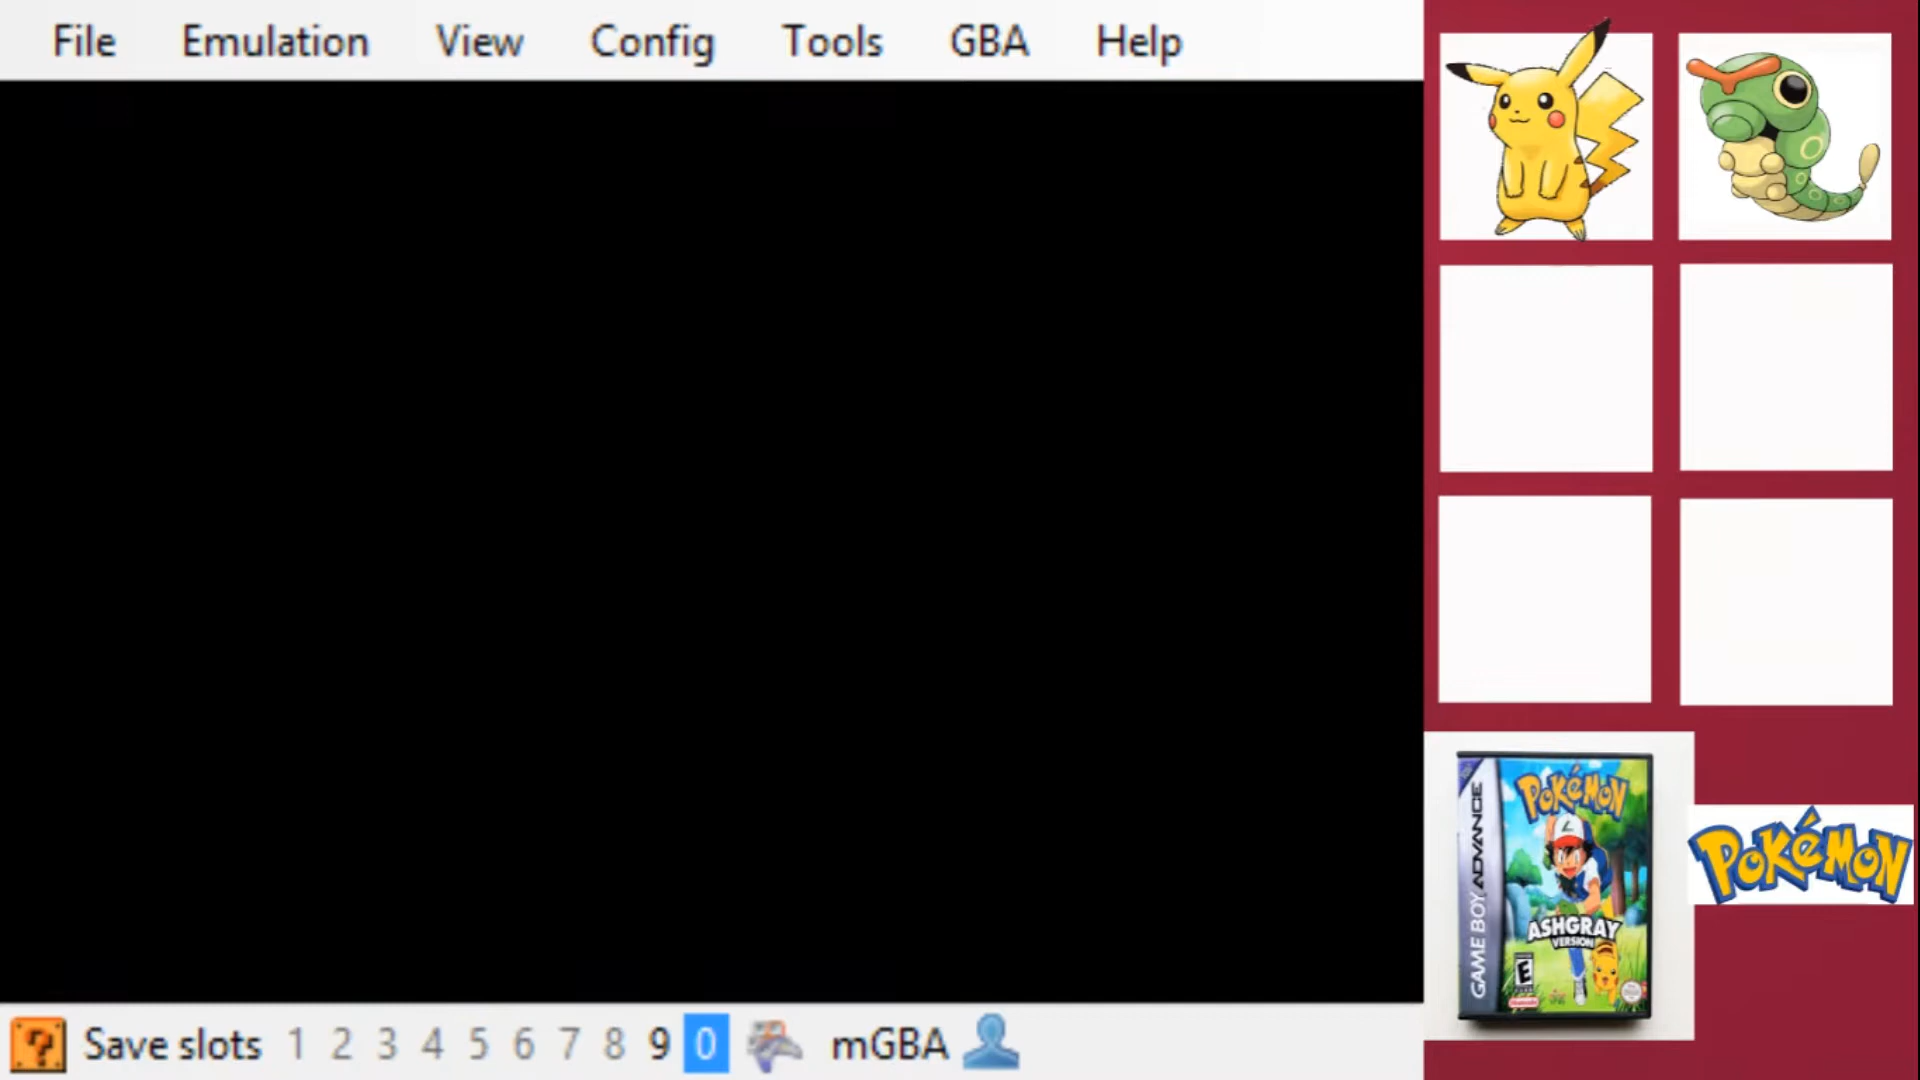 File Emulation View Config Tools GBA Help
POKéMON
GAME BOY ADVANCE
ASHGRAY
VERSION
E
POKéMON
Save slots 1 2 3 4 5 6 7 8 9 0 mGBA